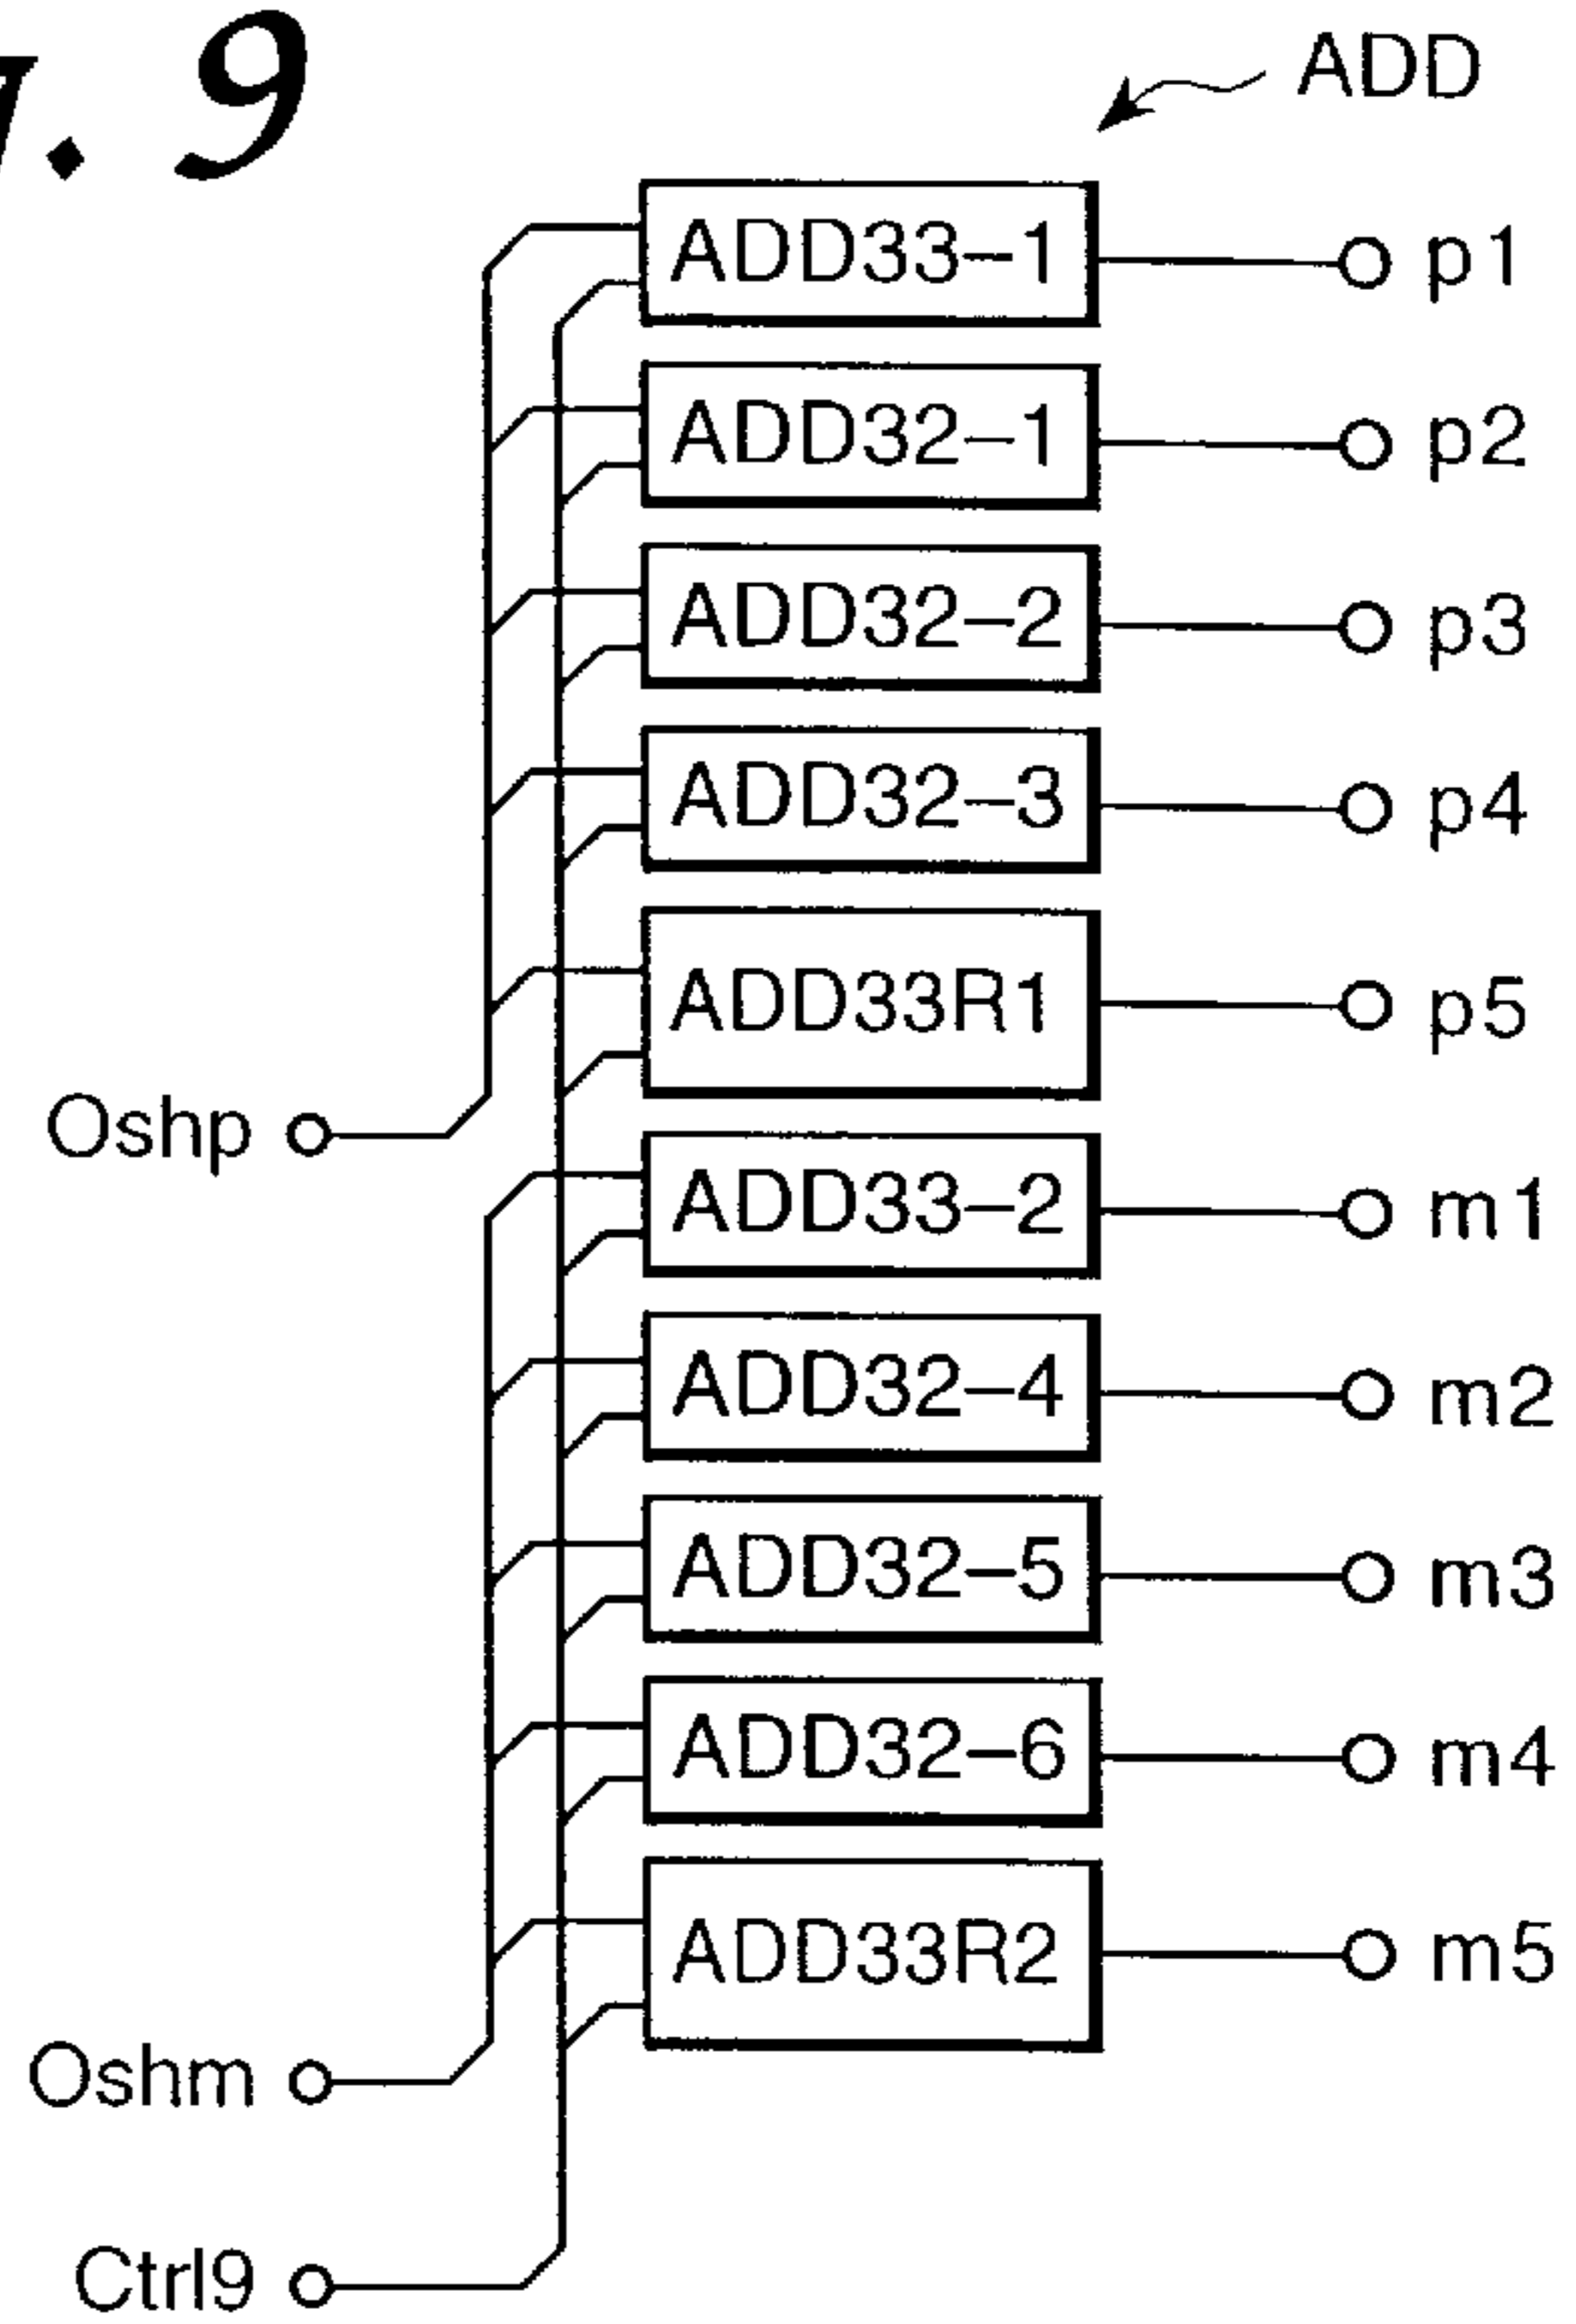 . 9
ADD
ADD33-1 p1
ADD32-1 p2
ADD32-2 p3
ADD32-3 p4
ADD33R1 p5
Oshp
ADD33-2 m1
ADD32-4 m2
ADD32-5 m3
ADD32-6 m4
ADD33R2 m5
Oshm
Ctrl9